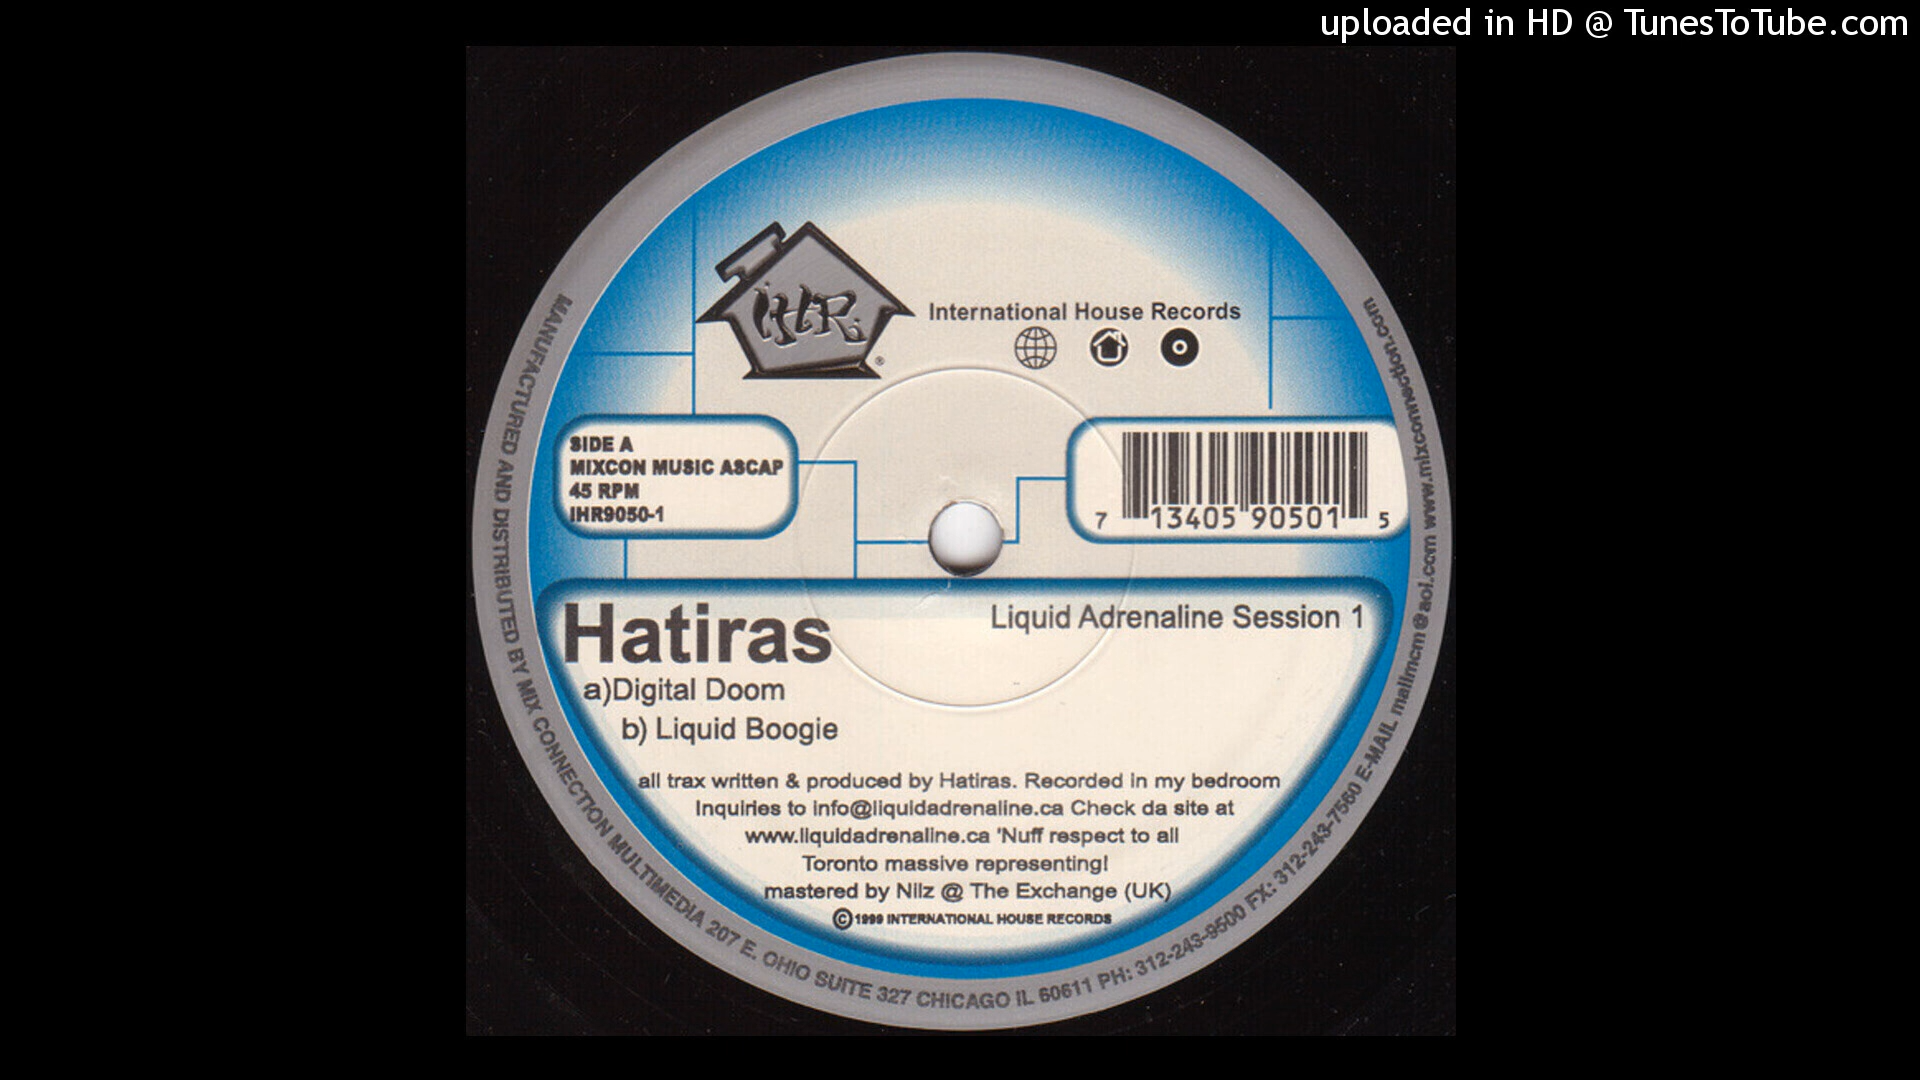 uploaded in HD @ TunesToTube.com
IHR
®
International House Records
SIDE A
MIXCON MUSIC ASCAP
45 RPM
IHR9050-1
7 13405 90501 5
Hatiras
Liquid Adrenaline Session 1
a)Digital Doom
b) Liquid Boogie
all trax written & produced by Hatiras. Recorded in my bedroom
Inquiries to info@liquidadrenaline.ca Check da site at
www.liquidadrenaline.ca 'Nuff respect to all
Toronto massive representing!
mastered by Nilz @ The Exchange (UK)
©1999 INTERNATIONAL HOUSE RECORDS
MANUFACTURED AND DISTRIBUTED BY MIX CONNECTION MULTIMEDIA 207 E. OHIO SUITE 327 CHICAGO IL 60611 PH: 312-243-9500 FX: 312-243-7560 E-MAIL mailmcm@aol.com www.mixconnection.com